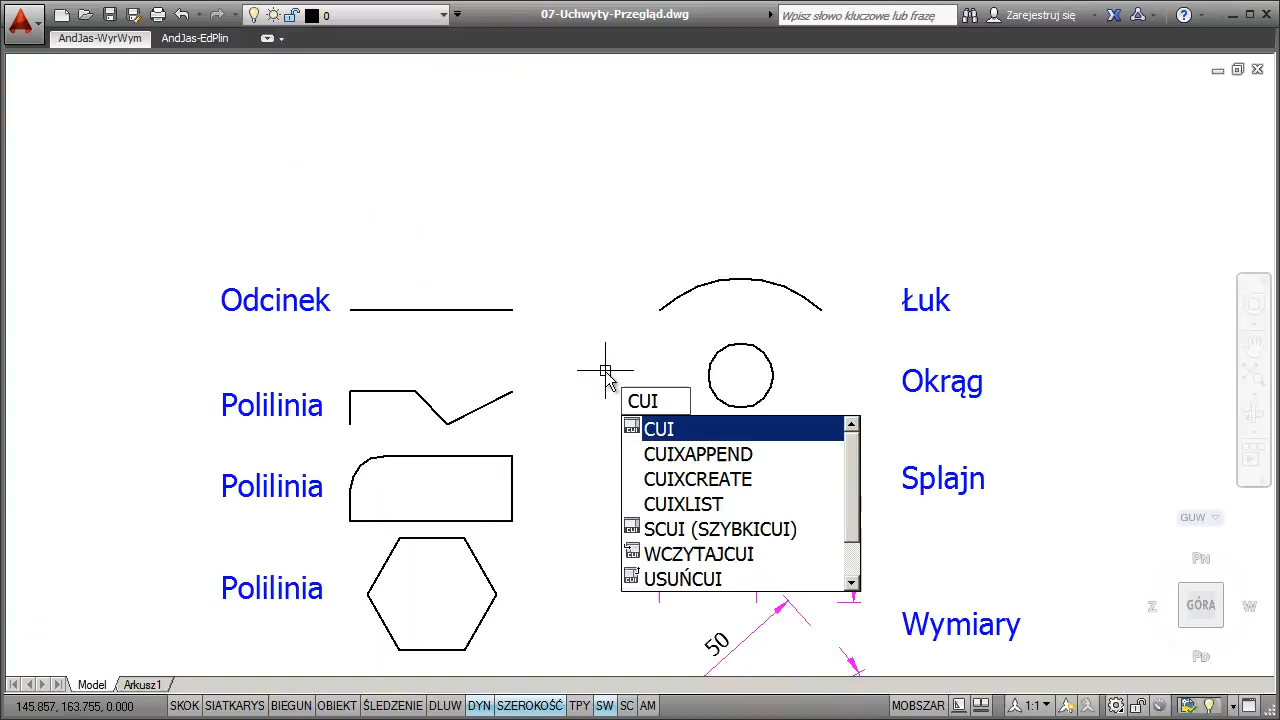 0
07-Uchwyty-Przegląd.dwg
Wpisz słowo kluczowe lub frazę
Zarejestruj się
AndJas-WyrWym
AndJas-EdPlin
Odcinek
Łuk
Okrąg
Polilinia
CUI
CUI
CUIXAPPEND
CUIXCREATE
CUIXLIST
SCUI (SZYBKICUI)
WCZYTAJCUI
USUŃCUI
Polilinia
Splajn
Polilinia
Wymiary
50
GUW
PN
Z
GÓRA
W
PD
Model
Arkusz1
145.857, 163.755, 0.000
SKOK
SIATKARYS
BIEGUN
OBIEKT
ŚLEDZENIE
DLUW
DYN
SZEROKOŚĆ
TPY
SW
SC
AM
MOBSZAR
1:1